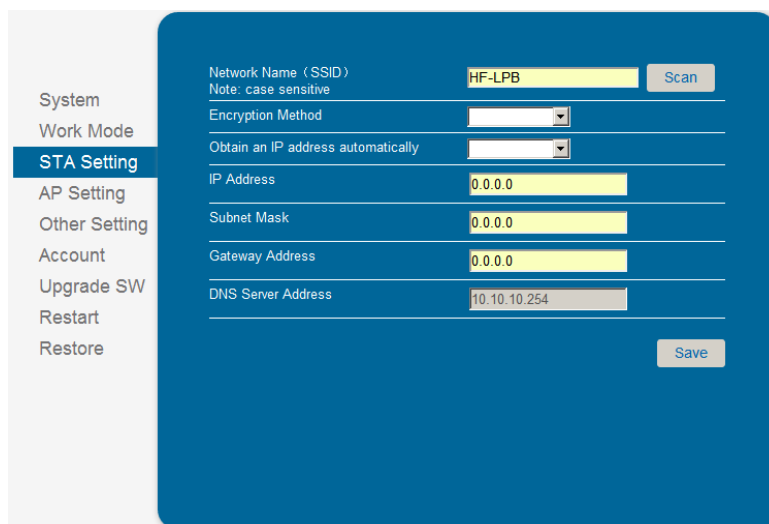 System
Work Mode
STA Setting
AP Setting
Other Setting
Account
Upgrade SW
Restart
Restore
Network Name（SSID） HF-LPB Scan
Note: case sensitive
Encryption Method
Obtain an IP address automatically
IP Address 0.0.0.0
Subnet Mask 0.0.0.0
Gateway Address 0.0.0.0
DNS Server Address 10.10.10.254
Save